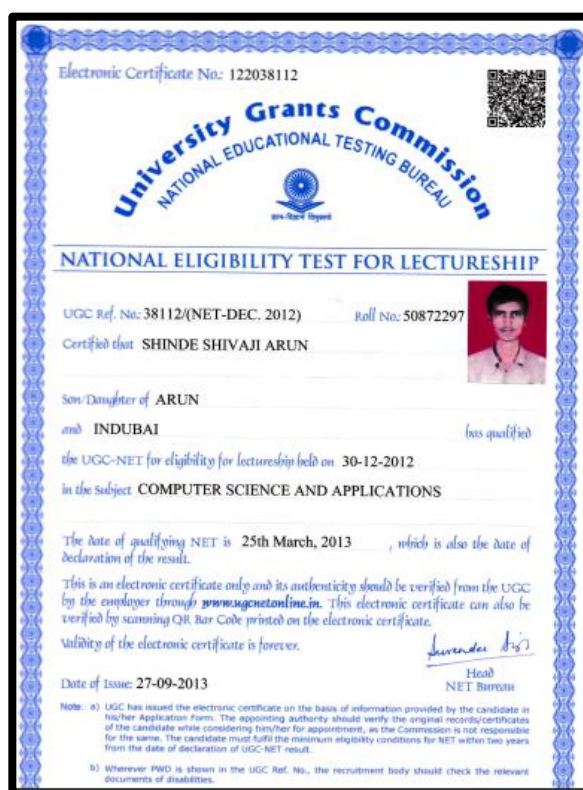 Electronic Certificate No.: 122038112
University Grants Commission
NATIONAL EDUCATIONAL TESTING BUREAU
ज्ञान-विज्ञान विमुक्तये
NATIONAL ELIGIBILITY TEST FOR LECTURESHIP
UGC Ref. No.: 38112/(NET-DEC. 2012) Roll No.: 50872297
Certified that SHINDE SHIVAJI ARUN
Son/Daughter of ARUN
and INDUBAI has qualified
the UGC-NET for eligibility for lectureship held on 30-12-2012
in the Subject COMPUTER SCIENCE AND APPLICATIONS
The date of qualifying NET is 25th March, 2013 , which is also the date of
declaration of the result.
This is an electronic certificate only and its authenticity should be verified from the UGC
by the employer through www.ugcnetonline.in. This electronic certificate can also be
verified by scanning QR Bar Code printed on the electronic certificate.
Validity of the electronic certificate is forever.
Surender
Head
Date of Issue: 27-09-2013 NET Bureau
Note: a) UGC has issued the electronic certificate on the basis of information provided by the candidate in
his/her Application Form. The appointing authority should verify the original records/certificates
of the candidate while considering him/her for appointment, as the Commission is not responsible
for the same. The candidate must fulfil the minimum eligibility conditions for NET within two years
from the date of declaration of UGC-NET result.
b) Wherever PWD is shown in the UGC Ref. No., the recruitment body should check the relevant
documents of disabilities.